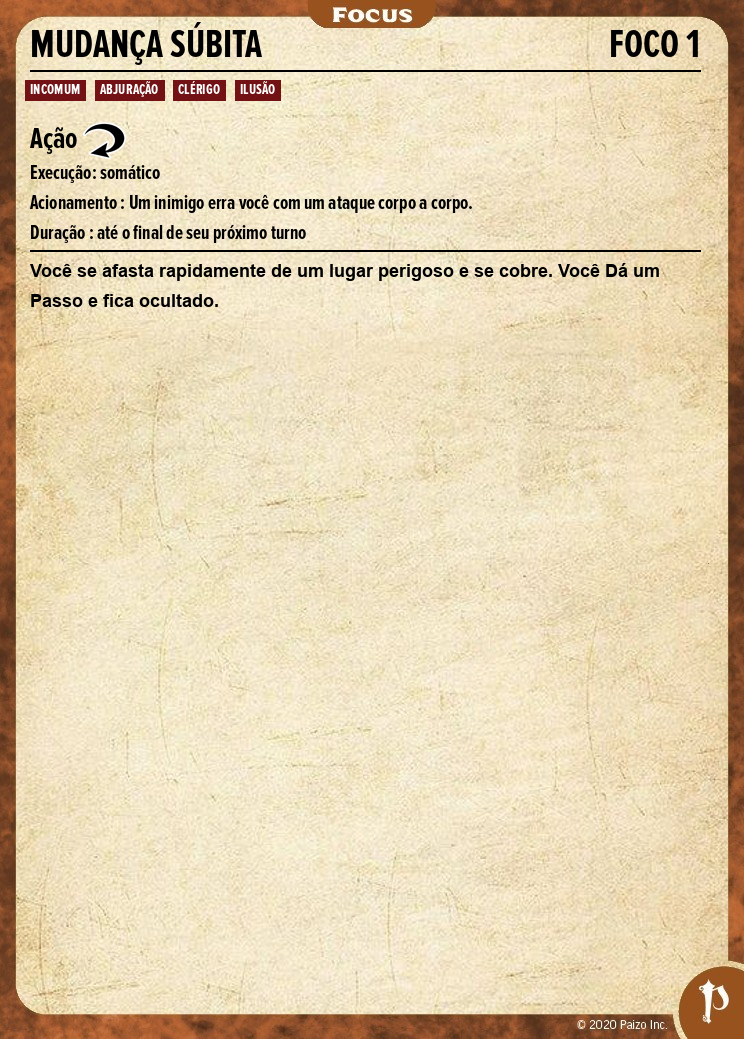 Focus
MUDANÇA SÚBITA FOCO 1
INCOMUM ABJURAÇÃO CLÉRIGO ILUSÃO
Ação
Execução: somático
Acionamento : Um inimigo erra você com um ataque corpo a corpo.
Duração : até o final de seu próximo turno
Você se afasta rapidamente de um lugar perigoso e se cobre. Você Dá um
Passo e fica ocultado.
© 2020 Paizo Inc.